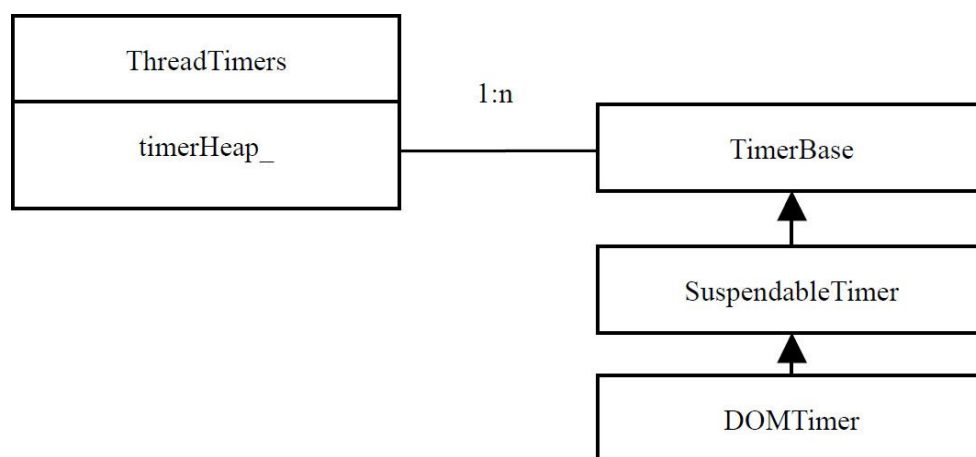 ThreadTimers
1:n
timerHeap_
TimerBase
SuspendableTimer
DOMTimer